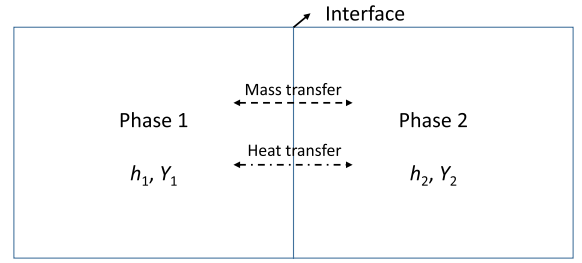 Interface
Mass transfer
Phase 1
Phase 2
Heat transfer
h₁, Y₁
h₂, Y₂